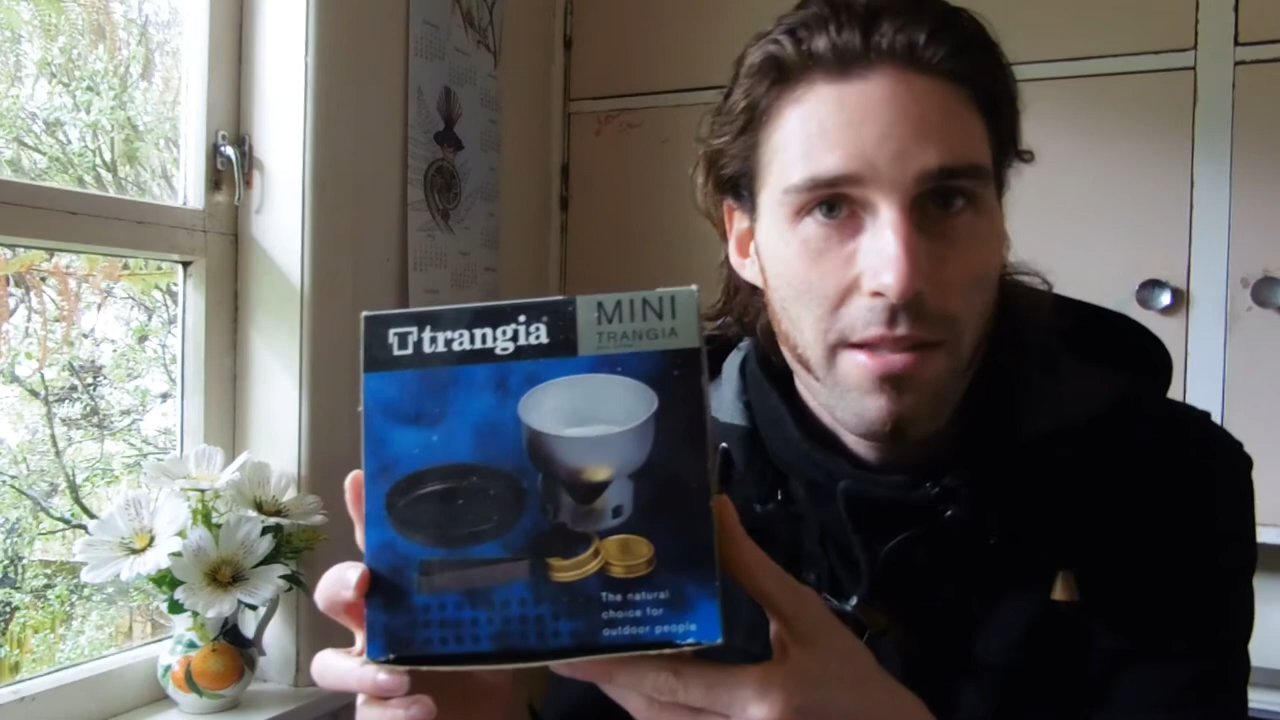 trangia
MINI
TRANGIA
The natural
choice for
outdoor people